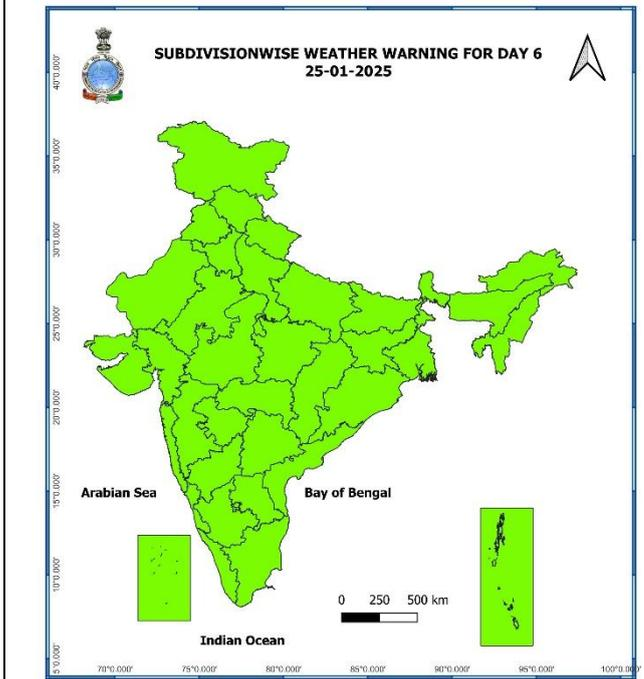 SUBDIVISIONWISE WEATHER WARNING FOR DAY 6
25-01-2025
40°0.000'
35°0.000'
30°0.000'
25°0.000'
20°0.000'
15°0.000'
10°0.000'
5°0.000'
Arabian Sea
Bay of Bengal
0 250 500 km
Indian Ocean
70°0.000' 75°0.000' 80°0.000' 85°0.000' 90°0.000' 95°0.000' 100°0.000'